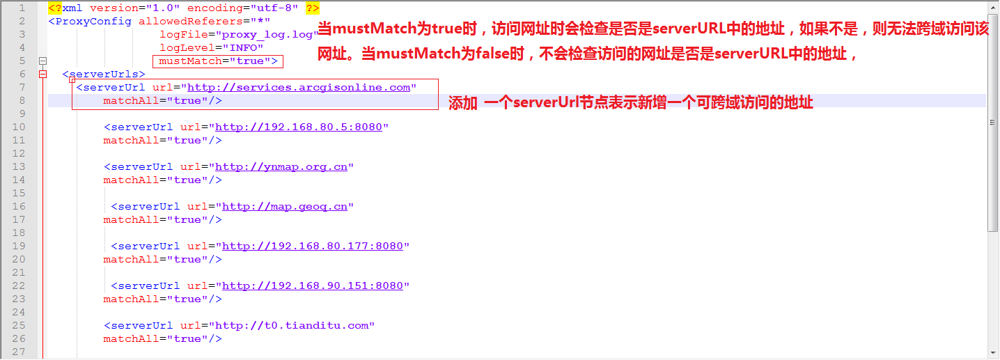 1 <?xml version="1.0" encoding="utf-8" ?>
2 <ProxyConfig allowedReferers="*"
当mustMatch为true时，访问网址时会检查是否是serverURL中的地址，如果不是，则无法跨域访问该
3 logFile="proxy_log.log"
4 logLevel="INFO"
网址。当mustMatch为false时，不会检查访问的网址是否是serverURL中的地址，
5 mustMatch="true">
6 <serverUrls>
7 <serverUrl url="http://services.arcgisonline.com"
8 matchAll="true"/>
添加 一个serverUrl节点表示新增一个可跨域访问的地址
9
10 <serverUrl url="http://192.168.80.5:8080"
11 matchAll="true"/>
12
13 <serverUrl url="http://ynmap.org.cn"
14 matchAll="true"/>
15
16 <serverUrl url="http://map.geoq.cn"
17 matchAll="true"/>
18
19 <serverUrl url="http://192.168.80.177:8080"
20 matchAll="true"/>
21
22 <serverUrl url="http://192.168.90.151:8080"
23 matchAll="true"/>
24
25 <serverUrl url="http://t0.tianditu.com"
26 matchAll="true"/>
27